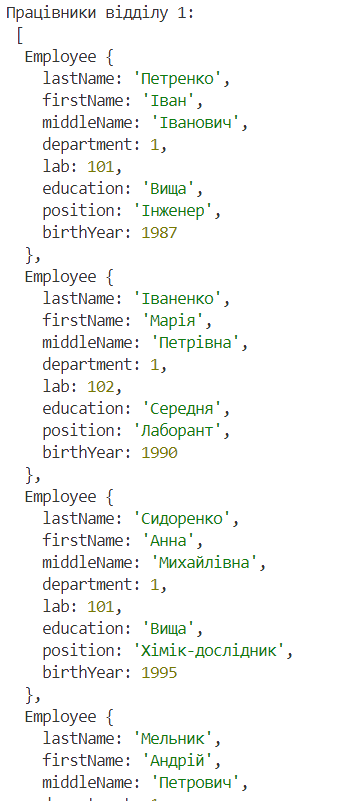 Працівники відділу 1:
[
Employee {
lastName: 'Петренко',
firstName: 'Іван',
middleName: 'Іванович',
department: 1,
lab: 101,
education: 'Вища',
position: 'Інженер',
birthYear: 1987
},
Employee {
lastName: 'Іваненко',
firstName: 'Марія',
middleName: 'Петрівна',
department: 1,
lab: 102,
education: 'Середня',
position: 'Лаборант',
birthYear: 1990
},
Employee {
lastName: 'Сидоренко',
firstName: 'Анна',
middleName: 'Михайлівна',
department: 1,
lab: 101,
education: 'Вища',
position: 'Хімік-дослідник',
birthYear: 1995
},
Employee {
lastName: 'Мельник',
firstName: 'Андрій',
middleName: 'Петрович',